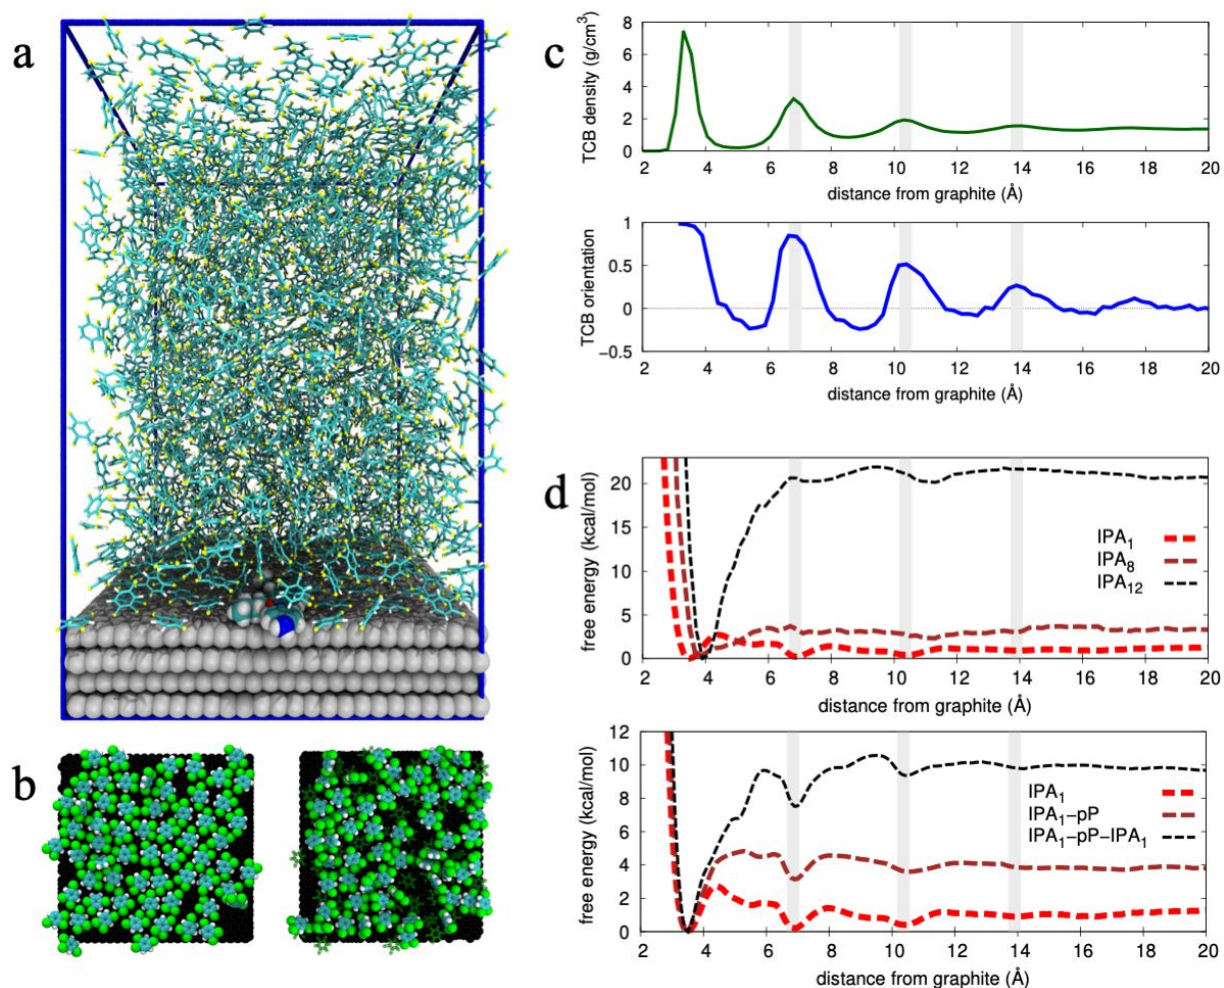 a
c
TCB density (g/cm³)
8
6
4
2
0
2 4 6 8 10 12 14 16 18 20
distance from graphite (Å)
TCB orientation
1
0.5
0
−0.5
2 4 6 8 10 12 14 16 18 20
distance from graphite (Å)
d
free energy (kcal/mol)
20
15
10
5
0
IPA₁
IPA₈
IPA₁₂
2 4 6 8 10 12 14 16 18 20
distance from graphite (Å)
b
free energy (kcal/mol)
12
10
8
6
4
2
0
IPA₁
IPA₁−pP
IPA₁−pP−IPA₁
2 4 6 8 10 12 14 16 18 20
distance from graphite (Å)